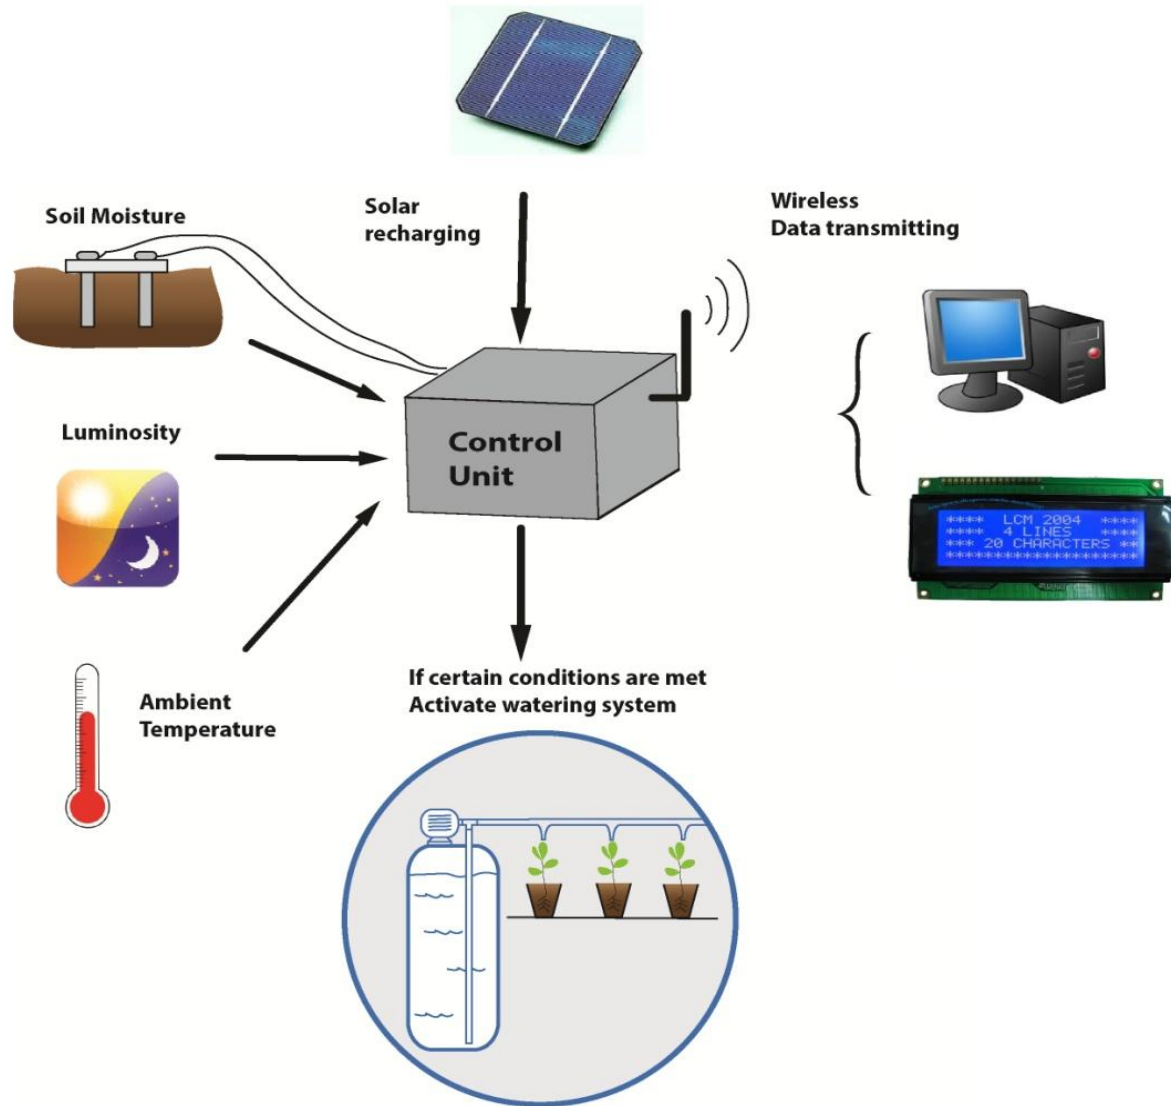 Solar
recharging
Wireless
Data transmitting
Soil Moisture
Luminosity
Control
Unit
**** LCM 2004 ****
**** 4 LINES ****
*** 20 CHARACTERS **
********************
Ambient
Temperature
If certain conditions are met
Activate watering system